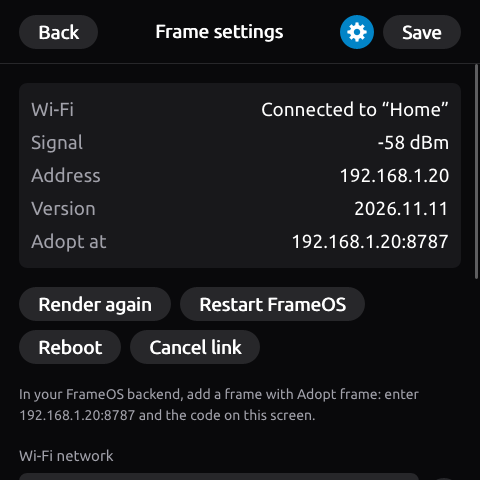 Back
Frame settings
Save
Wi-Fi
Connected to “Home”
Signal
-58 dBm
Address
192.168.1.20
Version
2026.11.11
Adopt at
192.168.1.20:8787
Render again
Restart FrameOS
Reboot
Cancel link
In your FrameOS backend, add a frame with Adopt frame: enter
192.168.1.20:8787 and the code on this screen.
Wi-Fi network